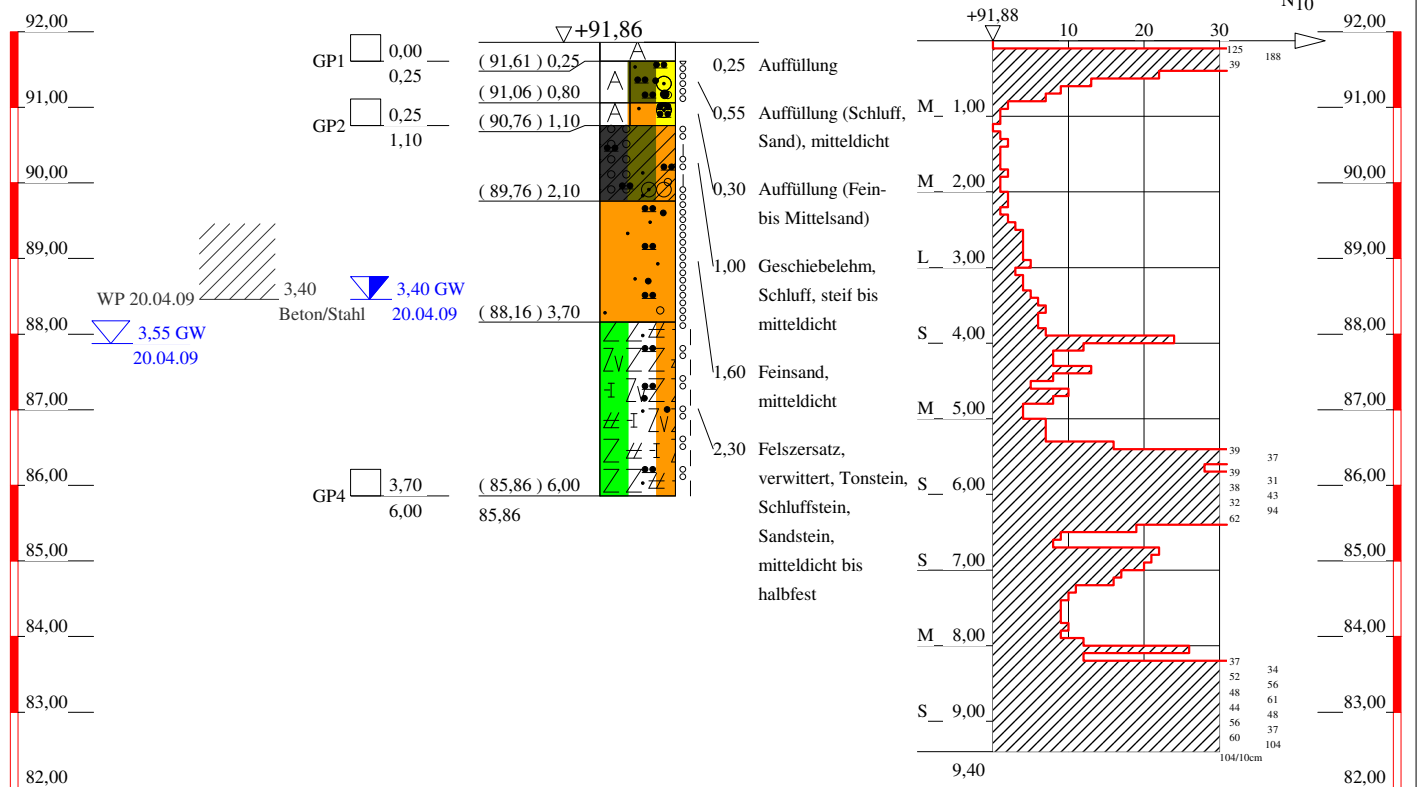 N10
92,00
91,00
90,00
89,00
88,00
87,00
86,00
85,00
84,00
83,00
82,00
WP 20.04.09
3,40
Beton/Stahl
3,55 GW
20.04.09
3,40 GW
20.04.09
GP1
0,00
0,25
GP2
0,25
1,10
GP4
3,70
6,00
+91,86
( 91,61 ) 0,25
( 91,06 ) 0,80
( 90,76 ) 1,10
( 89,76 ) 2,10
( 88,16 ) 3,70
( 85,86 ) 6,00
85,86
A
A
A
0,25 Auffüllung
0,55 Auffüllung (Schluff,
Sand), mitteldicht
0,30 Auffüllung (Fein-
bis Mittelsand)
1,00 Geschiebelehm,
Schluff, steif bis
mitteldicht
1,60 Feinsand,
mitteldicht
2,30 Felszersatz,
verwittert, Tonstein,
Schluffstein,
Sandstein,
mitteldicht bis
halbfest
+91,88
10 20 30
M_ 1,00
M_ 2,00
L_ 3,00
S_ 4,00
M_ 5,00
S_ 6,00
S_ 7,00
M_ 8,00
S_ 9,00
9,40
125
188
39
39
37
39
31
38
43
32
94
62
37
34
52
56
48
61
44
48
56
37
60
104
104/10cm
92,00
91,00
90,00
89,00
88,00
87,00
86,00
85,00
84,00
83,00
82,00